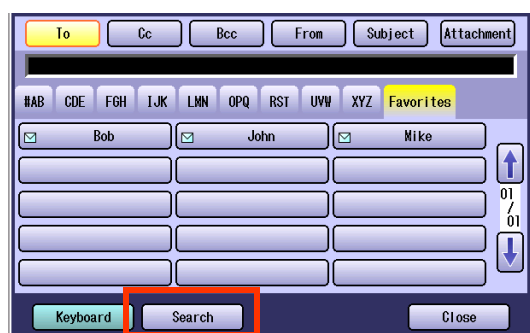 To Cc Bcc From Subject Attachment
#AB CDE FGH IJK LMN OPQ RST UVW XYZ Favorites
Bob John Mike
01
/
01
Keyboard Search Close